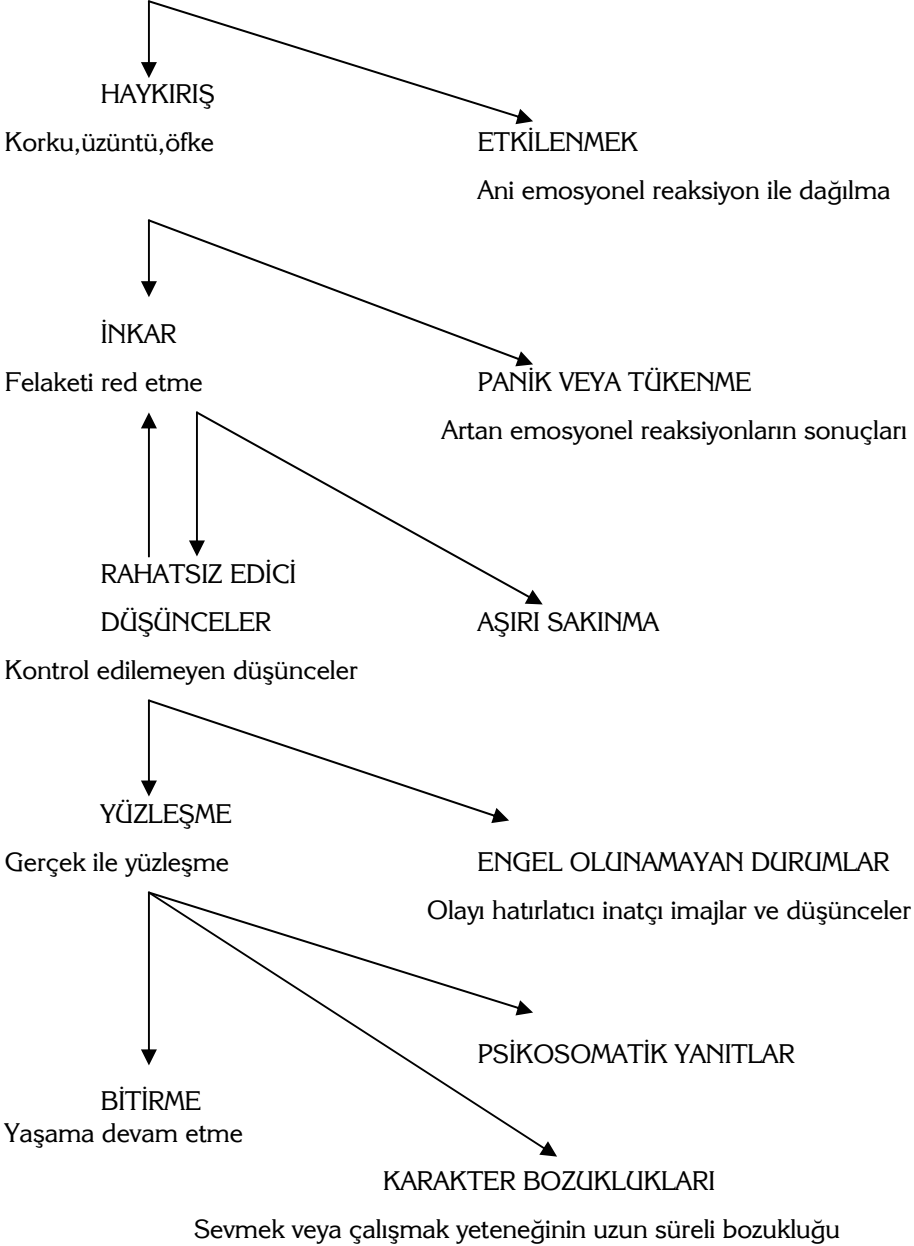 HAYKIRIŞ
Korku,üzüntü,öfke
ETKİLENMEK
Ani emosyonel reaksiyon ile dağılma
İNKAR
Felaketi red etme
PANİK VEYA TÜKENME
Artan emosyonel reaksiyonların sonuçları
RAHATSIZ EDİCİ
DÜŞÜNCELER
AŞIRI SAKINMA
Kontrol edilemeyen düşünceler
YÜZLEŞME
Gerçek ile yüzleşme
ENGEL OLUNAMAYAN DURUMLAR
Olayı hatırlatıcı inatçı imajlar ve düşünceler
PSİKOSOMATİK YANITLAR
BİTİRME
Yaşama devam etme
KARAKTER BOZUKLUKLARI
Sevmek veya çalışmak yeteneğinin uzun süreli bozukluğu